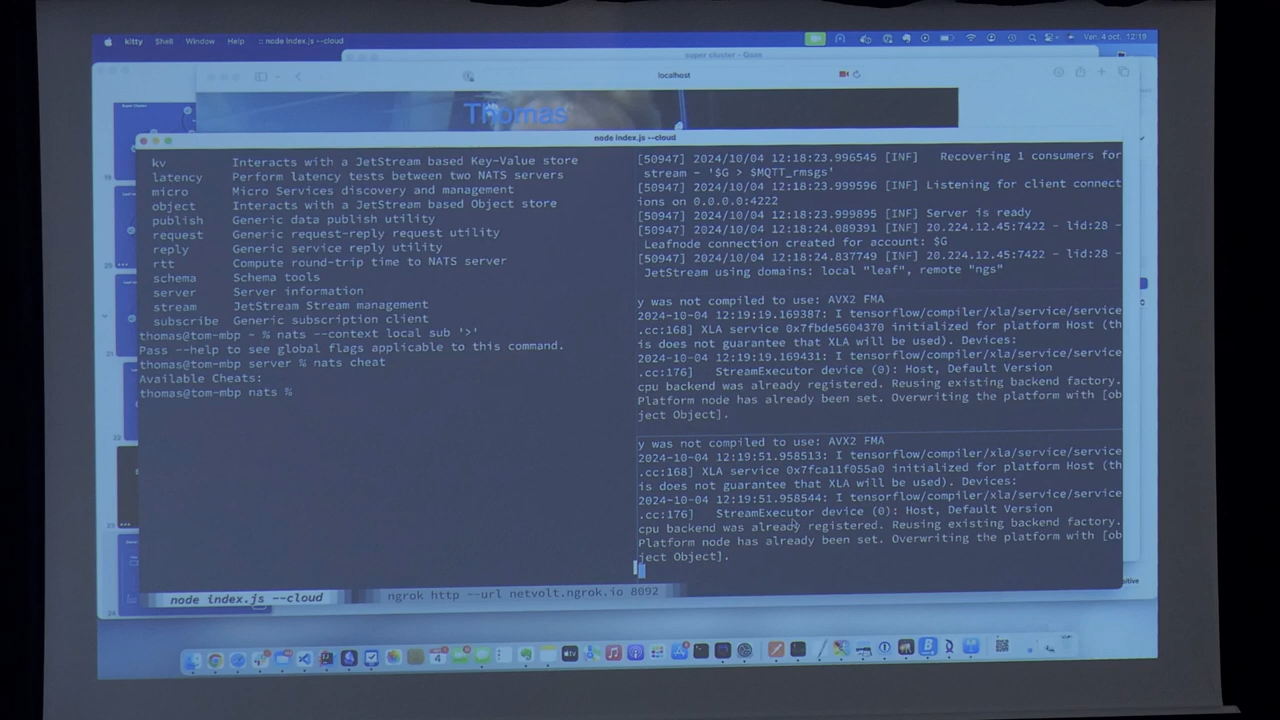 kitty Shell Window Help :: node index.js --cloud Ven. 4 oct. 12:19
super cluster - Quas
localhost
Thomas
node index.js --cloud
kv Interacts with a JetStream based Key-Value store
latency Perform latency tests between two NATS servers
micro Micro Services discovery and management
object Interacts with a JetStream based Object store
publish Generic data publish utility
request Generic request-reply request utility
reply Generic service reply utility
rtt Compute round-trip time to NATS server
schema Schema tools
server Server information
stream JetStream Stream management
subscribe Generic subscription client
thomas@tom-mbp ~ % nats --context local sub '>'
Pass --help to see global flags applicable to this command.
thomas@tom-mbp server % nats cheat
Available Cheats:
thomas@tom-mbp nats %
[50947] 2024/10/04 12:18:23.996545 [INF] Recovering 1 consumers for
stream - '$G > $MQTT_rmsgs'
[50947] 2024/10/04 12:18:23.999596 [INF] Listening for client connect
ions on 0.0.0.0:4222
[50947] 2024/10/04 12:18:23.999895 [INF] Server is ready
[50947] 2024/10/04 12:18:24.089391 [INF] 20.224.12.45:7422 - lid:28 -
Leafnode connection created for account: $G
[50947] 2024/10/04 12:18:24.837749 [INF] 20.224.12.45:7422 - lid:28 -
JetStream using domains: local "leaf", remote "ngs"
y was not compiled to use: AVX2 FMA
2024-10-04 12:19:19.169387: I tensorflow/compiler/xla/service/service
.cc:168] XLA service 0x7fbde5604370 initialized for platform Host (th
is does not guarantee that XLA will be used). Devices:
2024-10-04 12:19:19.169431: I tensorflow/compiler/xla/service/service
.cc:176] StreamExecutor device (0): Host, Default Version
cpu backend was already registered. Reusing existing backend factory.
Platform node has already been set. Overwriting the platform with [ob
ject Object].
y was not compiled to use: AVX2 FMA
2024-10-04 12:19:51.958513: I tensorflow/compiler/xla/service/service
.cc:168] XLA service 0x7fca11f055a0 initialized for platform Host (th
is does not guarantee that XLA will be used). Devices:
2024-10-04 12:19:51.958544: I tensorflow/compiler/xla/service/service
.cc:176] StreamExecutor device (0): Host, Default Version
cpu backend was already registered. Reusing existing backend factory.
Platform node has already been set. Overwriting the platform with [ob
ject Object].
node index.js --cloud
ngrok http --url netvolt.ngrok.io 8092